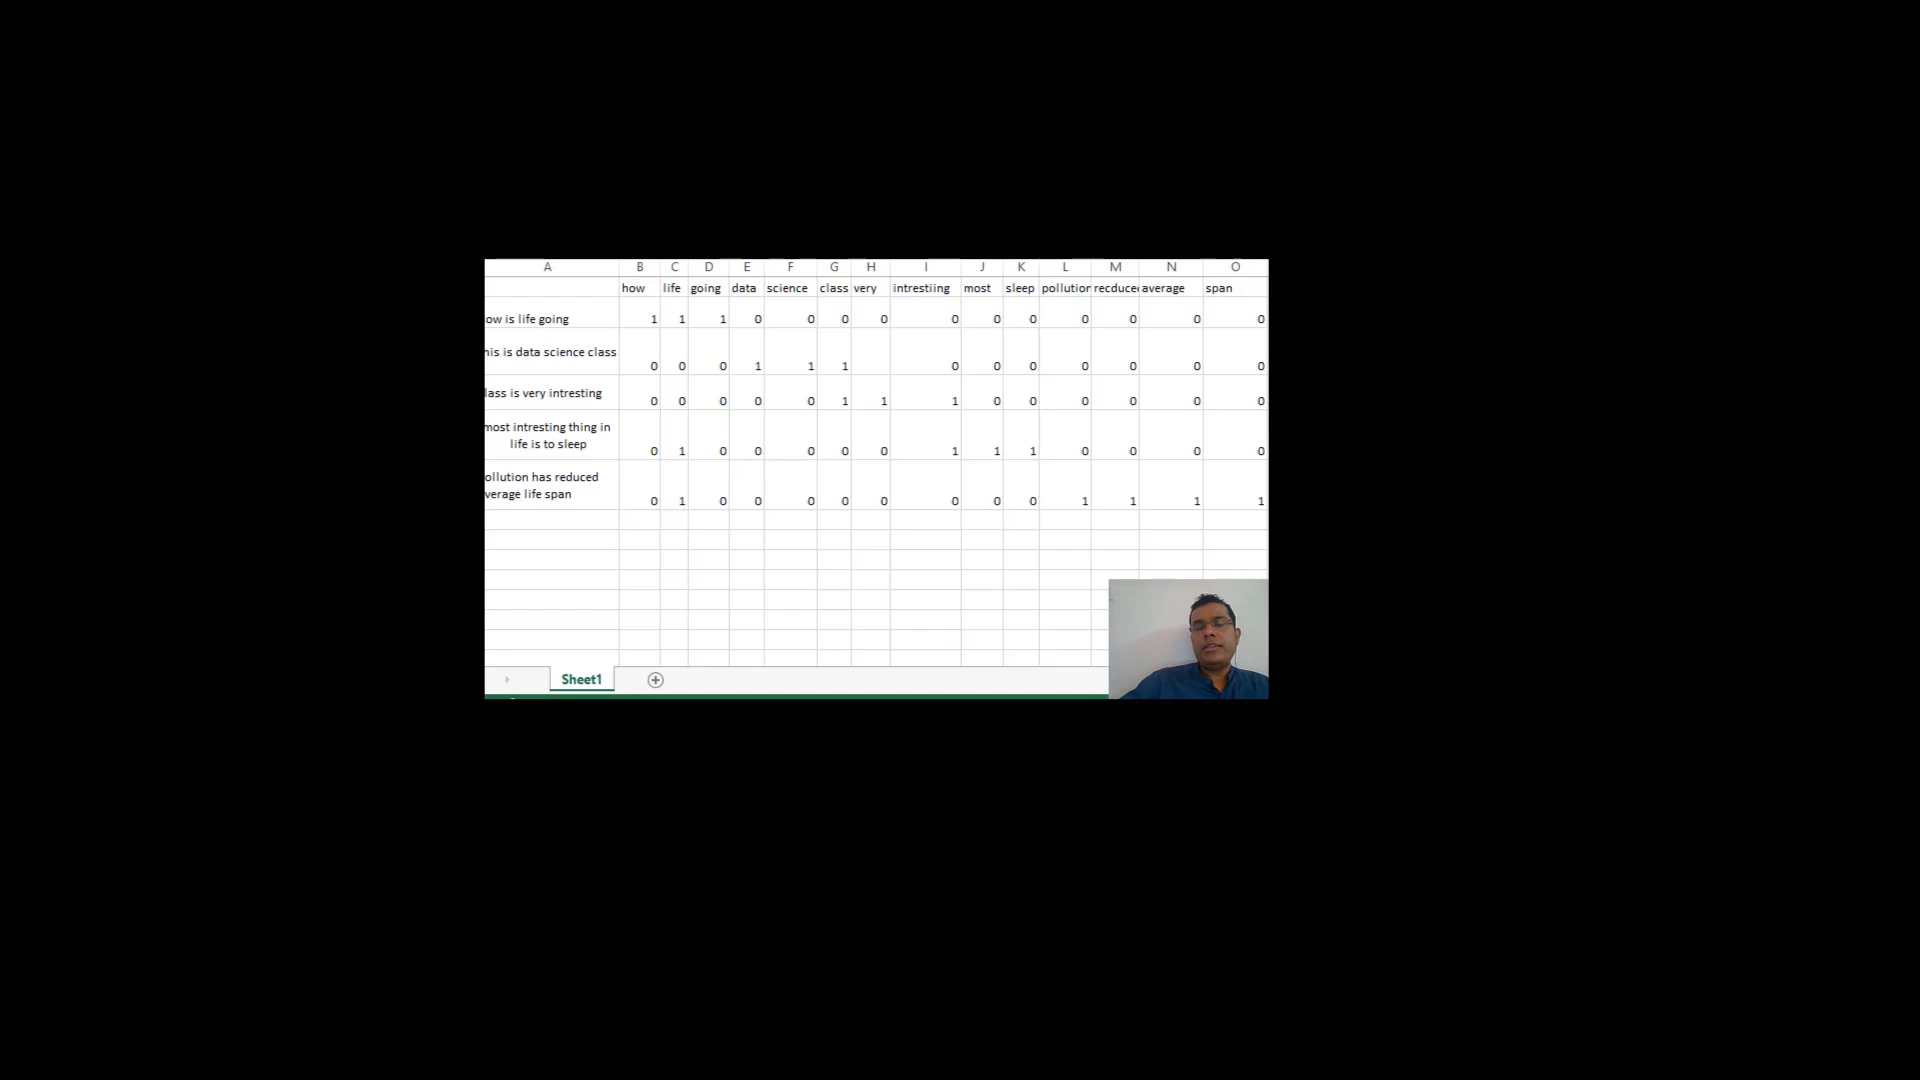 A B C D E F G H I J K L M N O
how life going data science class very intrestiing most sleep pollution recduce average span
ow is life going 1 1 1 0 0 0 0 0 0 0 0 0 0 0
his is data science class 0 0 0 1 1 1 0 0 0 0 0 0 0
lass is very intresting 0 0 0 0 0 1 1 1 0 0 0 0 0 0
most intresting thing in
life is to sleep 0 1 0 0 0 0 0 1 1 1 0 0 0 0
ollution has reduced
verage life span 0 1 0 0 0 0 0 0 0 0 1 1 1 1
Sheet1